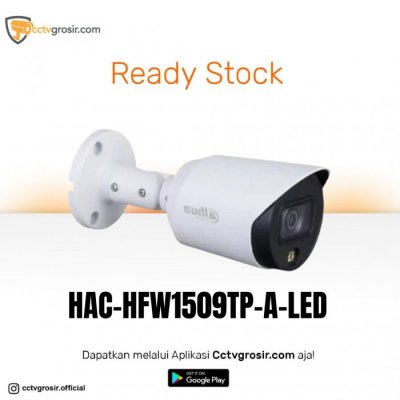 cctvgrosir.com
Ready Stock
alhua
HAC-HFW1509TP-A-LED
Dapatkan melalui Aplikasi Cctvgrosir.com aja!
cctvgrosir.official
GET IT ON
Google Play